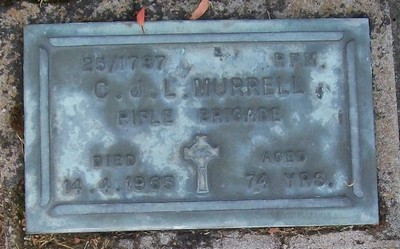 25/1737 RFM.
C. J. L. MURRELL
RIFLE BRIGADE
DIED AGED
14.4.1965 74 YRS.